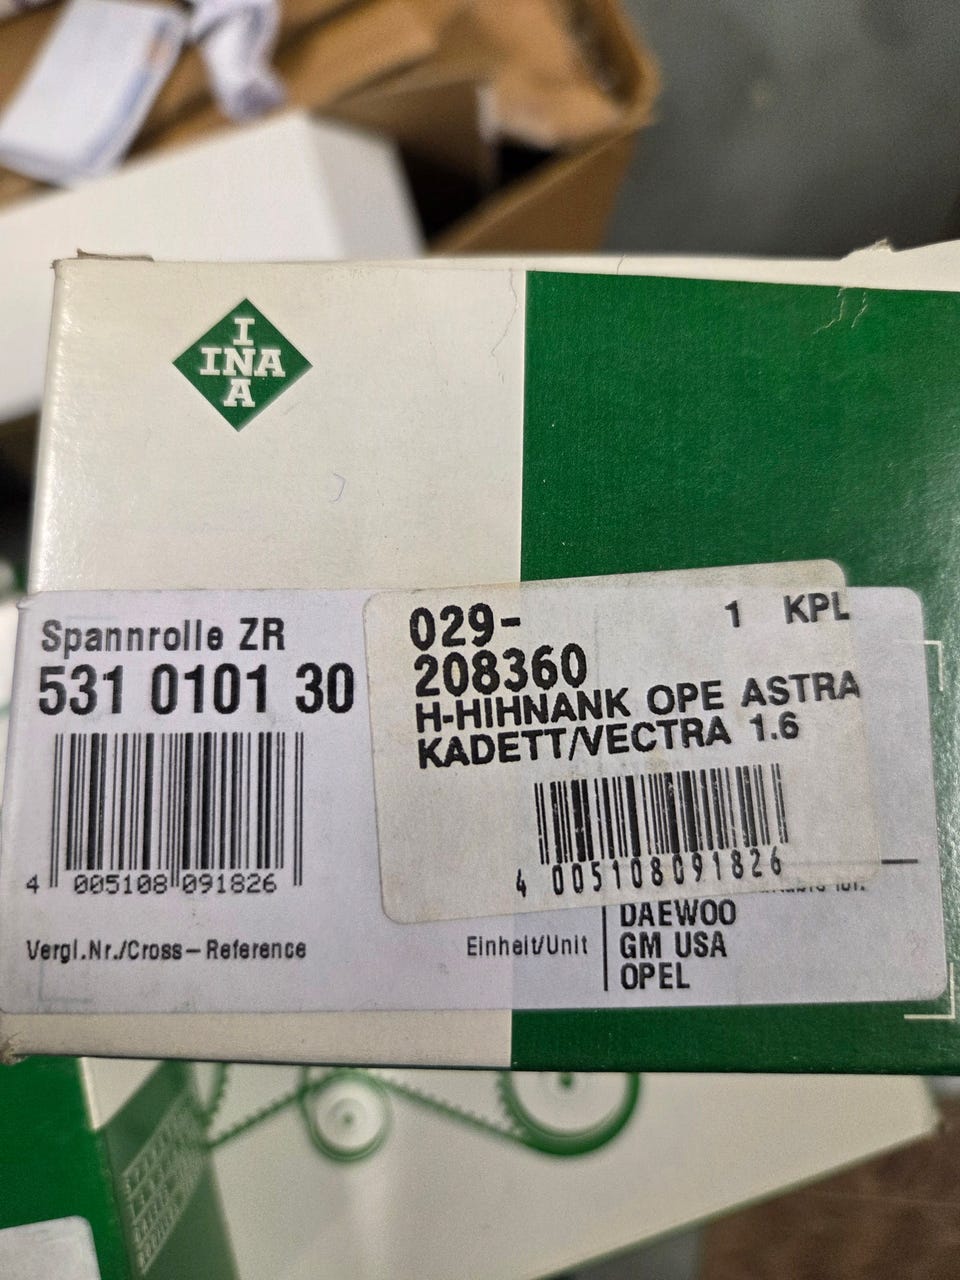 I
INA
A
Spannrolle ZR
531 0101 30
4 005108 091826
Vergl.Nr./Cross-Reference
Einheit/Unit
029-
208360
1 KPL
H-HIHNANK OPE ASTRA
KADETT/VECTRA 1.6
4 005108091826
DAEWOO
GM USA
OPEL